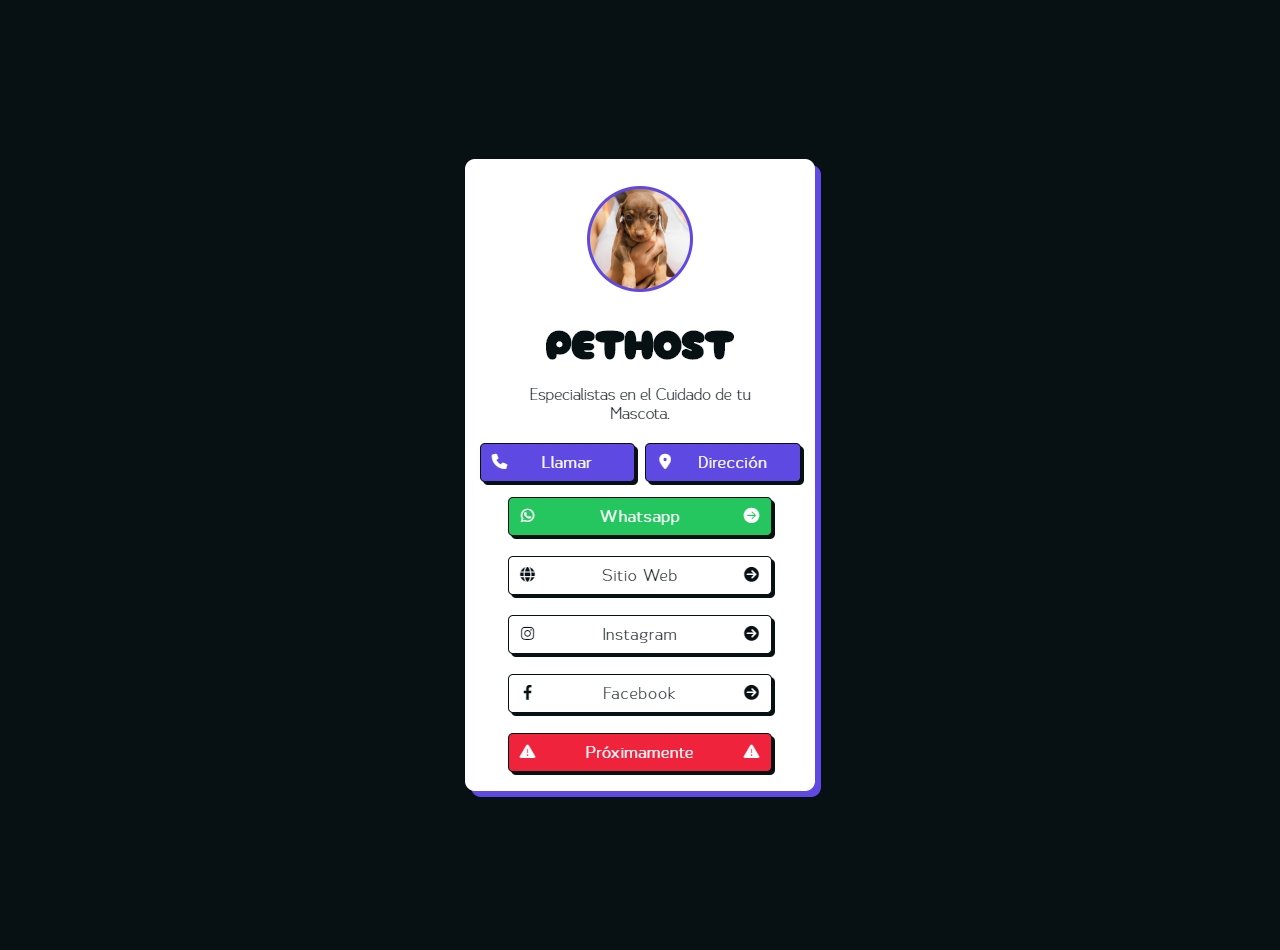 PETHOST
Especialistas en el Cuidado de tu
Mascota.
Llamar
Dirección
Whatsapp
Sitio Web
Instagram
Facebook
Próximamente